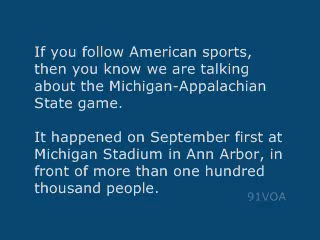 If you follow American sports,
then you know we are talking
about the Michigan-Appalachian
State game.
It happened on September first at
Michigan Stadium in Ann Arbor, in
front of more than one hundred
thousand people.
91VOA